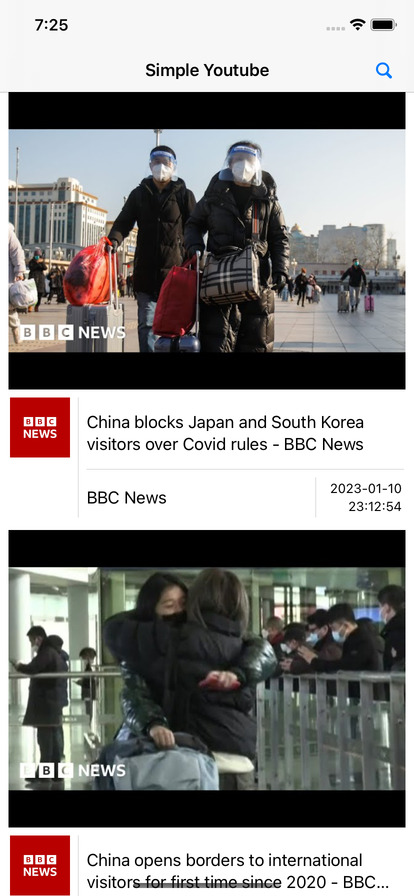 7:25
Simple Youtube
BBC NEWS
BBC
NEWS
China blocks Japan and South Korea
visitors over Covid rules - BBC News
BBC News
2023-01-10
23:12:54
BBC NEWS
BBC
NEWS
China opens borders to international
visitors for first time since 2020 - BBC...